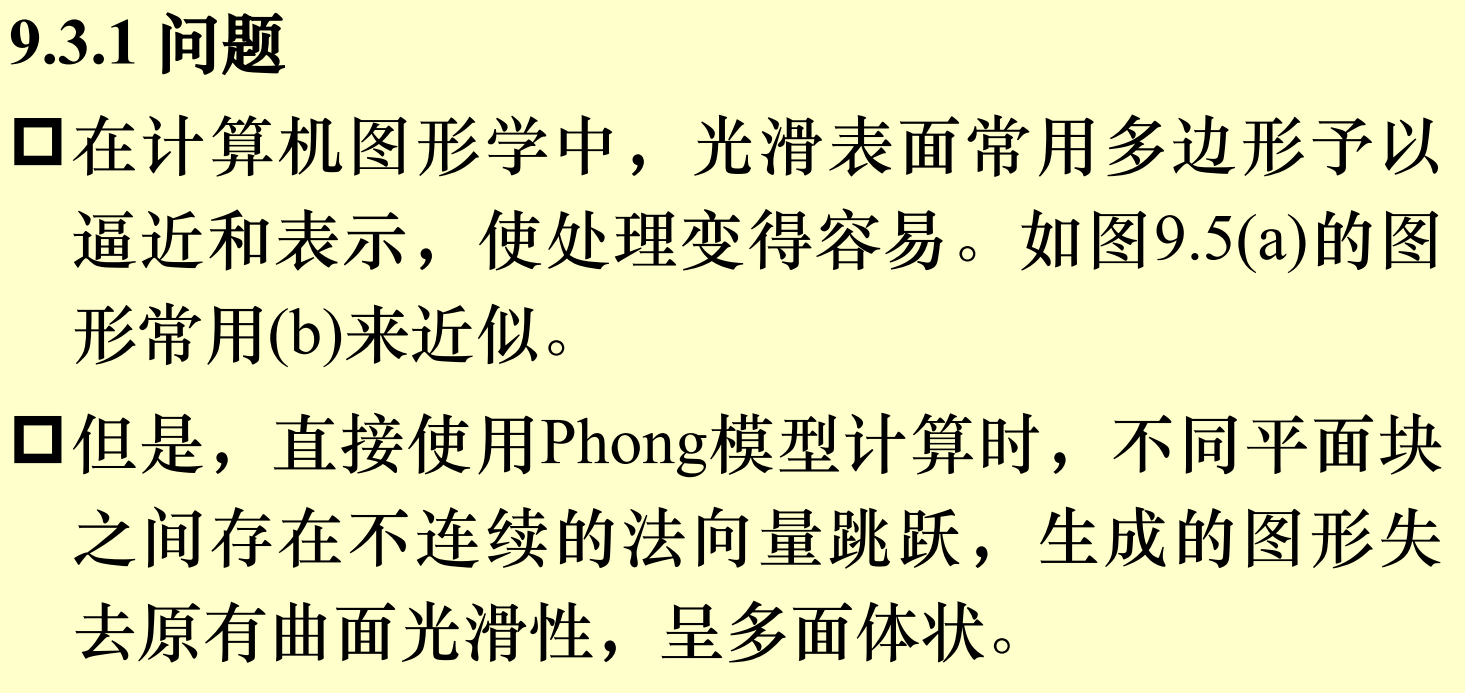 9.3.1 问题
□在计算机图形学中，光滑表面常用多边形予以
逼近和表示，使处理变得容易。如图9.5(a)的图
形常用(b)来近似。
□但是，直接使用Phong模型计算时，不同平面块
之间存在不连续的法向量跳跃，生成的图形失
去原有曲面光滑性，呈多面体状。